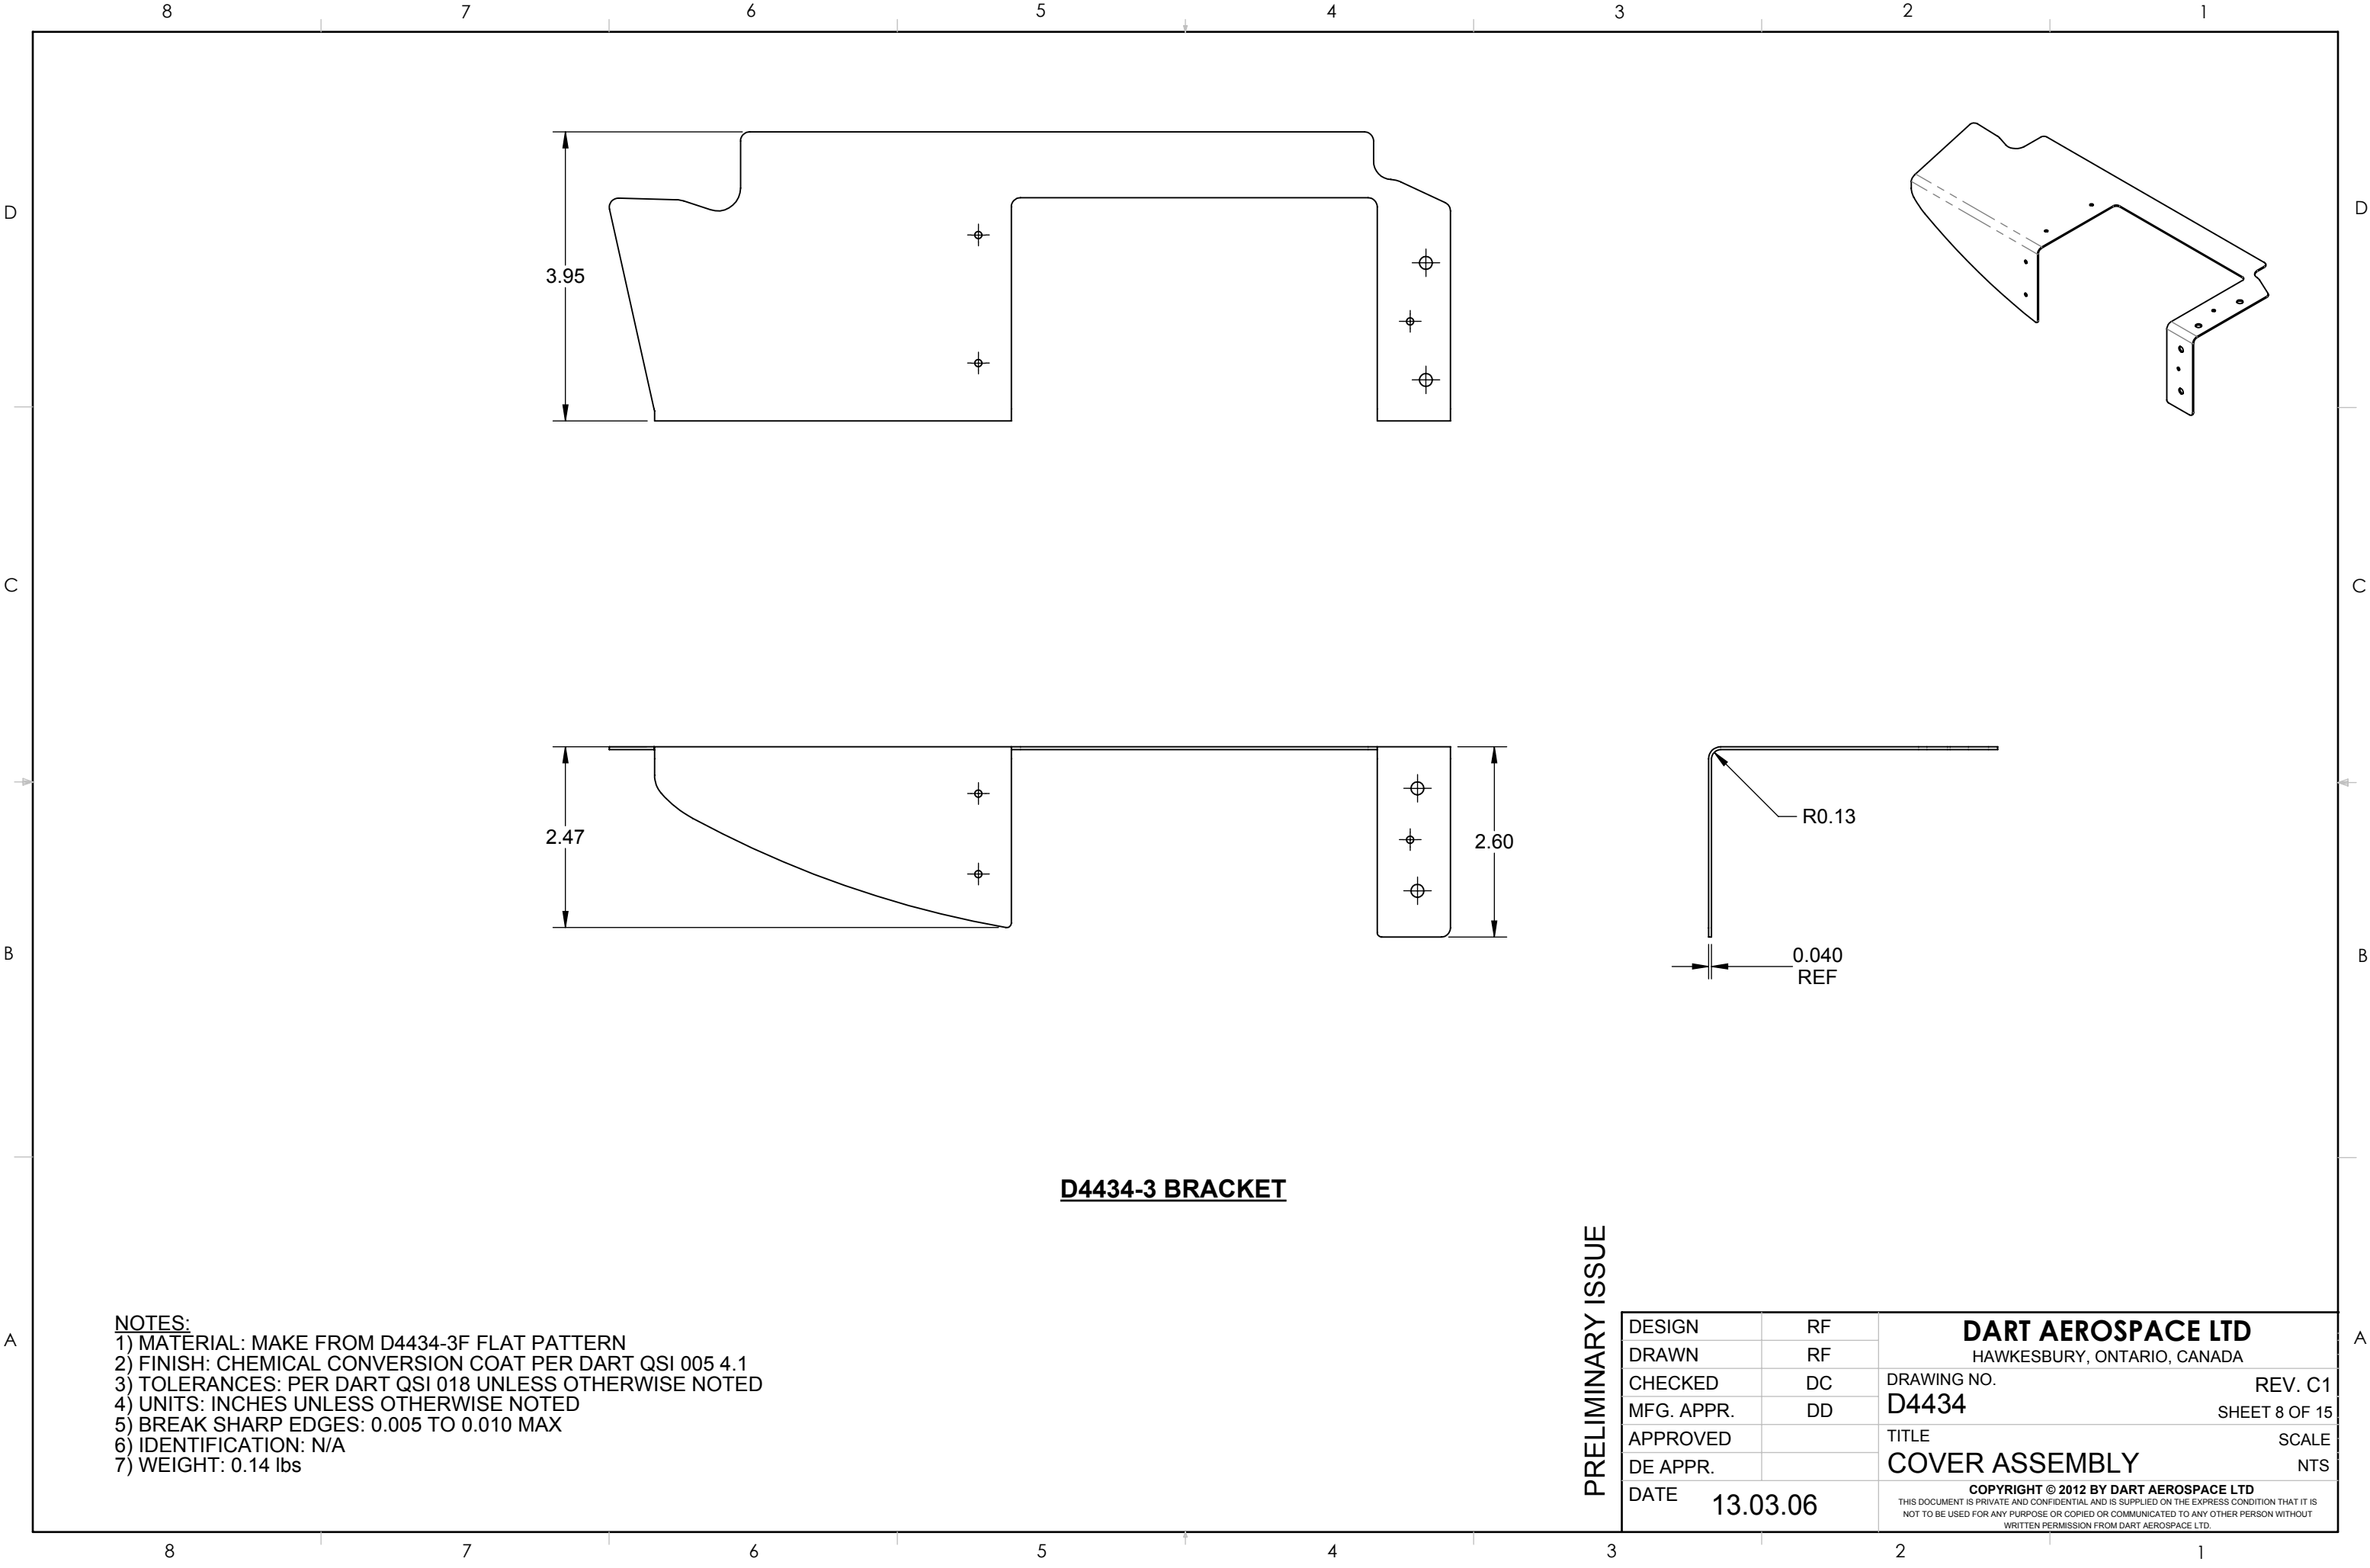 8 7 6 5 4 3 2 1
D D
3.95
C C
2.47
2.60
R0.13
0.040
REF
B B
D4434-3 BRACKET
PRELIMINARY ISSUE
A A
NOTES:
1) MATERIAL: MAKE FROM D4434-3F FLAT PATTERN
2) FINISH: CHEMICAL CONVERSION COAT PER DART QSI 005 4.1
3) TOLERANCES: PER DART QSI 018 UNLESS OTHERWISE NOTED
4) UNITS: INCHES UNLESS OTHERWISE NOTED
5) BREAK SHARP EDGES: 0.005 TO 0.010 MAX
6) IDENTIFICATION: N/A
7) WEIGHT: 0.14 lbs
DESIGN RF
DRAWN RF
CHECKED DC
MFG. APPR. DD
APPROVED
DE APPR.
DATE 13.03.06
DART AEROSPACE LTD
HAWKESBURY, ONTARIO, CANADA
DRAWING NO. REV. C1
D4434 SHEET 8 OF 15
TITLE SCALE
COVER ASSEMBLY NTS
COPYRIGHT © 2012 BY DART AEROSPACE LTD
THIS DOCUMENT IS PRIVATE AND CONFIDENTIAL AND IS SUPPLIED ON THE EXPRESS CONDITION THAT IT IS
NOT TO BE USED FOR ANY PURPOSE OR COPIED OR COMMUNICATED TO ANY OTHER PERSON WITHOUT
WRITTEN PERMISSION FROM DART AEROSPACE LTD.
8 7 6 5 4 3 2 1